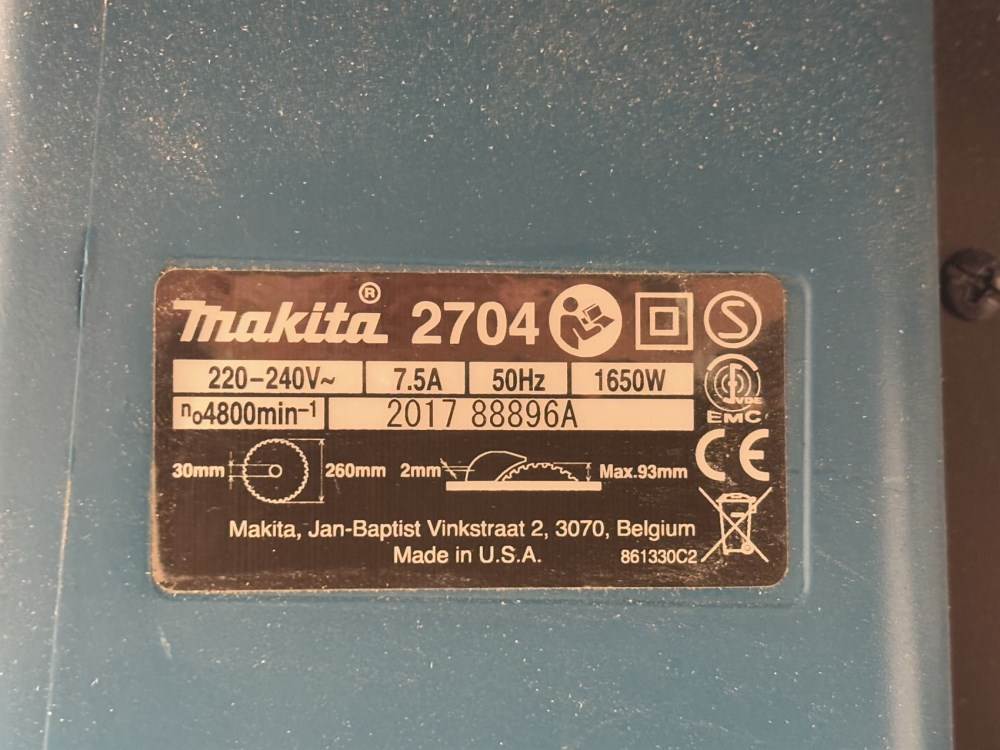 makita® 2704 S
220-240V~ 7.5A 50Hz 1650W
n₀4800min⁻¹ 2017 88896A
VDE
EMC
CE
30mm 260mm 2mm Max.93mm
Makita, Jan-Baptist Vinkstraat 2, 3070, Belgium
Made in U.S.A. 861330C2